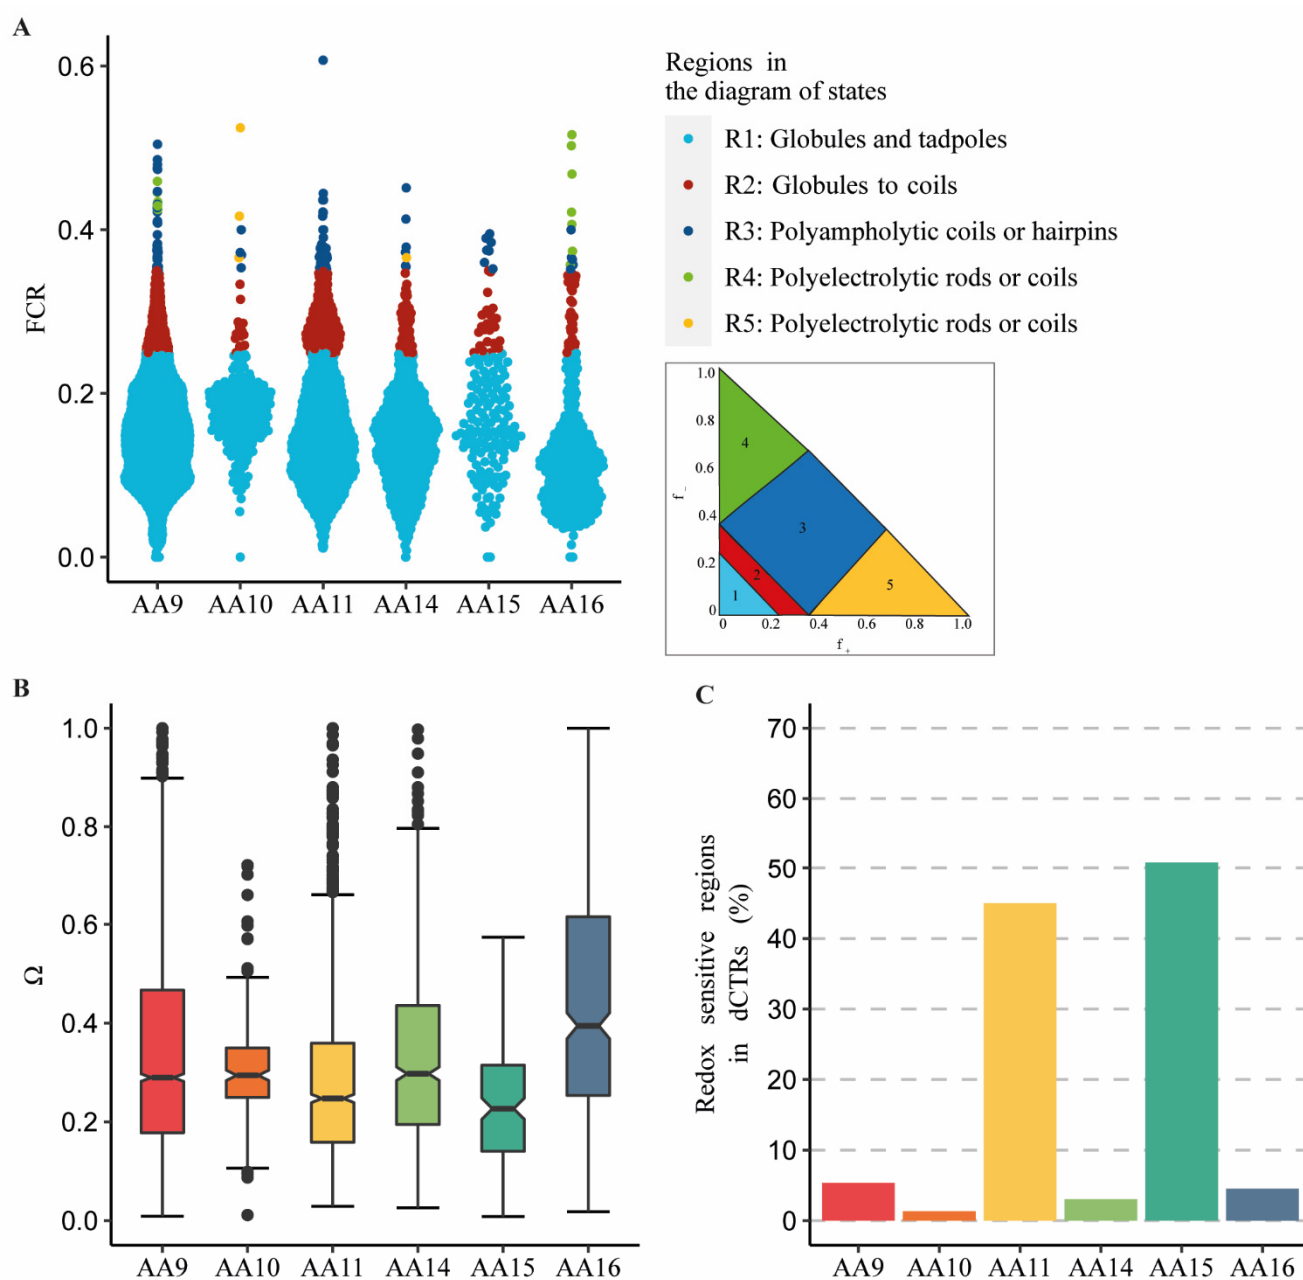 A
0.6
0.4
0.2
0.0
FCR
AA9 AA10 AA11 AA14 AA15 AA16
Regions in
the diagram of states
R1: Globules and tadpoles
R2: Globules to coils
R3: Polyampholytic coils or hairpins
R4: Polyelectrolytic rods or coils
R5: Polyelectrolytic rods or coils
1.0
0.8
0.6
0.4
0.2
0
f_
4
3
2
1
5
0 0.2 0.4 0.6 0.8 1.0
f+
B
1.0
0.8
0.6
0.4
0.2
0.0
Ω
AA9 AA10 AA11 AA14 AA15 AA16
C
70
60
50
40
30
20
10
0
Redox sensitive regions
in dCTRs (%)
AA9 AA10 AA11 AA14 AA15 AA16